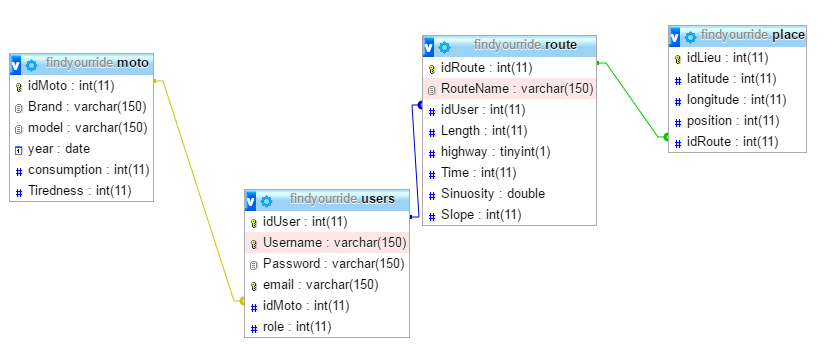 v findyourride.moto
idMoto : int(11)
Brand : varchar(150)
model : varchar(150)
year : date
consumption : int(11)
Tiredness : int(11)
v findyourride.users
idUser : int(11)
Username : varchar(150)
Password : varchar(150)
email : varchar(150)
idMoto : int(11)
role : int(11)
v findyourride.route
idRoute : int(11)
RouteName : varchar(150)
idUser : int(11)
Length : int(11)
highway : tinyint(1)
Time : int(11)
Sinuosity : double
Slope : int(11)
v findyourride.place
idLieu : int(11)
latitude : int(11)
longitude : int(11)
position : int(11)
idRoute : int(11)